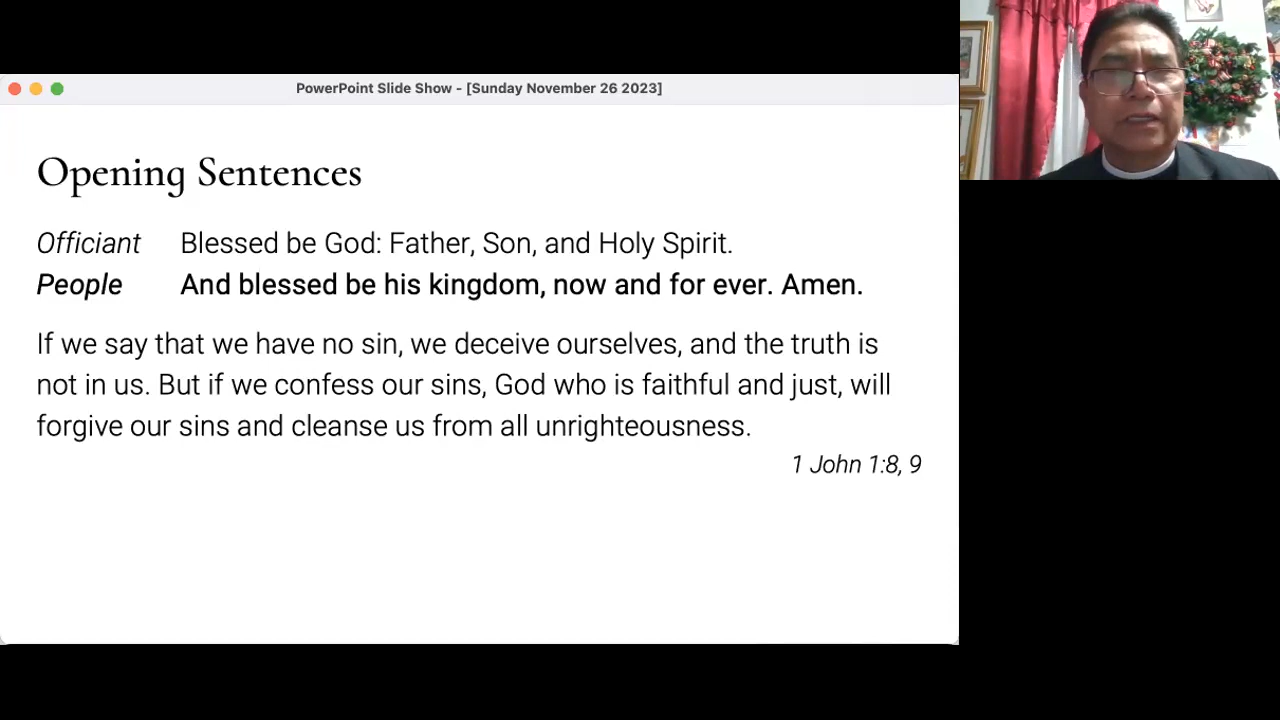 PowerPoint Slide Show - [Sunday November 26 2023]
Opening Sentences
Officiant Blessed be God: Father, Son, and Holy Spirit.
People And blessed be his kingdom, now and for ever. Amen.
If we say that we have no sin, we deceive ourselves, and the truth is
not in us. But if we confess our sins, God who is faithful and just, will
forgive our sins and cleanse us from all unrighteousness.
1 John 1:8, 9